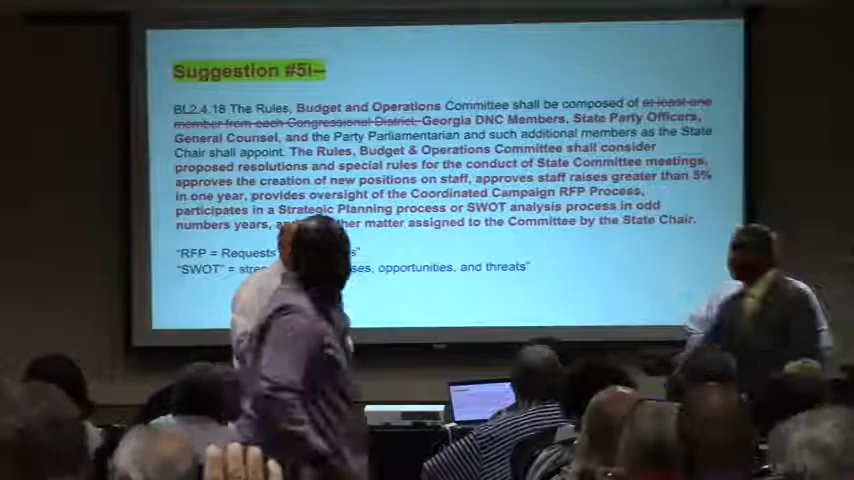 Suggestion #5i--
BL2.4.18 The Rules, Budget and Operations Committee shall be composed of at least one
member from each Congressional District, Georgia DNC Members, State Party Officers,
General Counsel, and the Party Parliamentarian and such additional members as the State
Chair shall appoint. The Rules, Budget & Operations Committee shall consider
proposed resolutions and special rules for the conduct of State Committee meetings,
approves the creation of new positions on staff, approves staff raises greater than 5%
in one year, provides oversight of the Coordinated Campaign RFP Process,
participates in a Strategic Planning process or SWOT analysis process in odd
numbers years, matter assigned to the Committee by the State Chair.
"RFP = Requests
"SWOT" = opportunities, and threats"